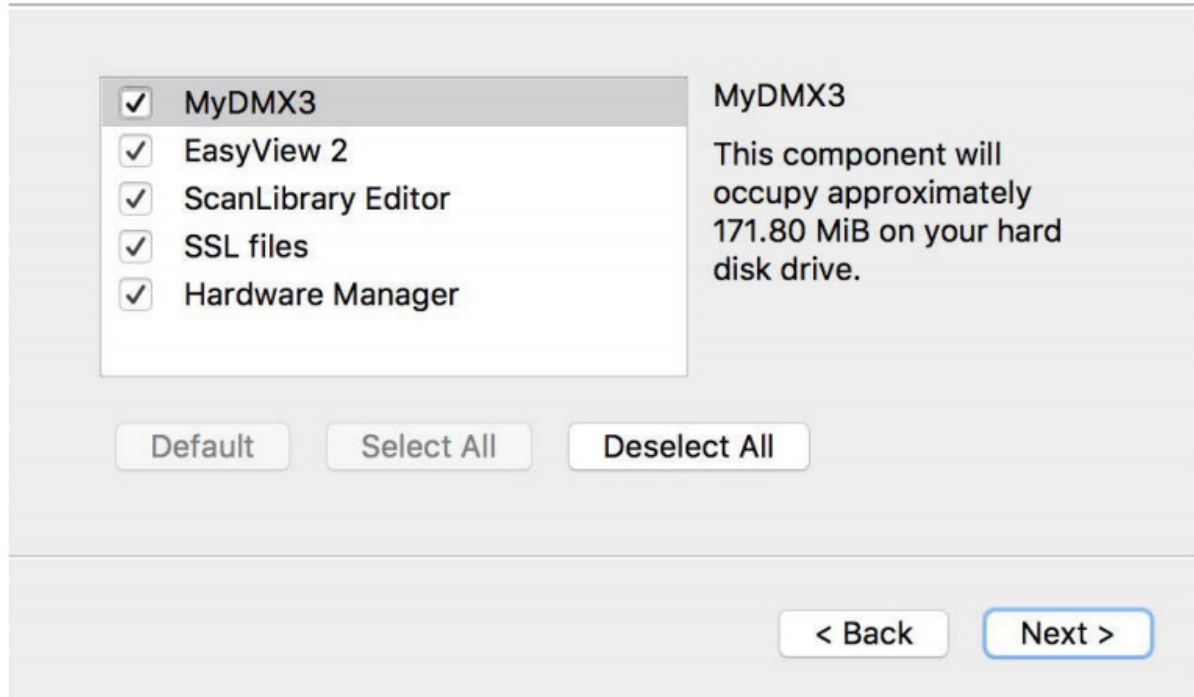 MyDMX3
EasyView 2
ScanLibrary Editor
SSL files
Hardware Manager
MyDMX3
This component will
occupy approximately
171.80 MiB on your hard
disk drive.
Default
Select All
Deselect All
< Back
Next >